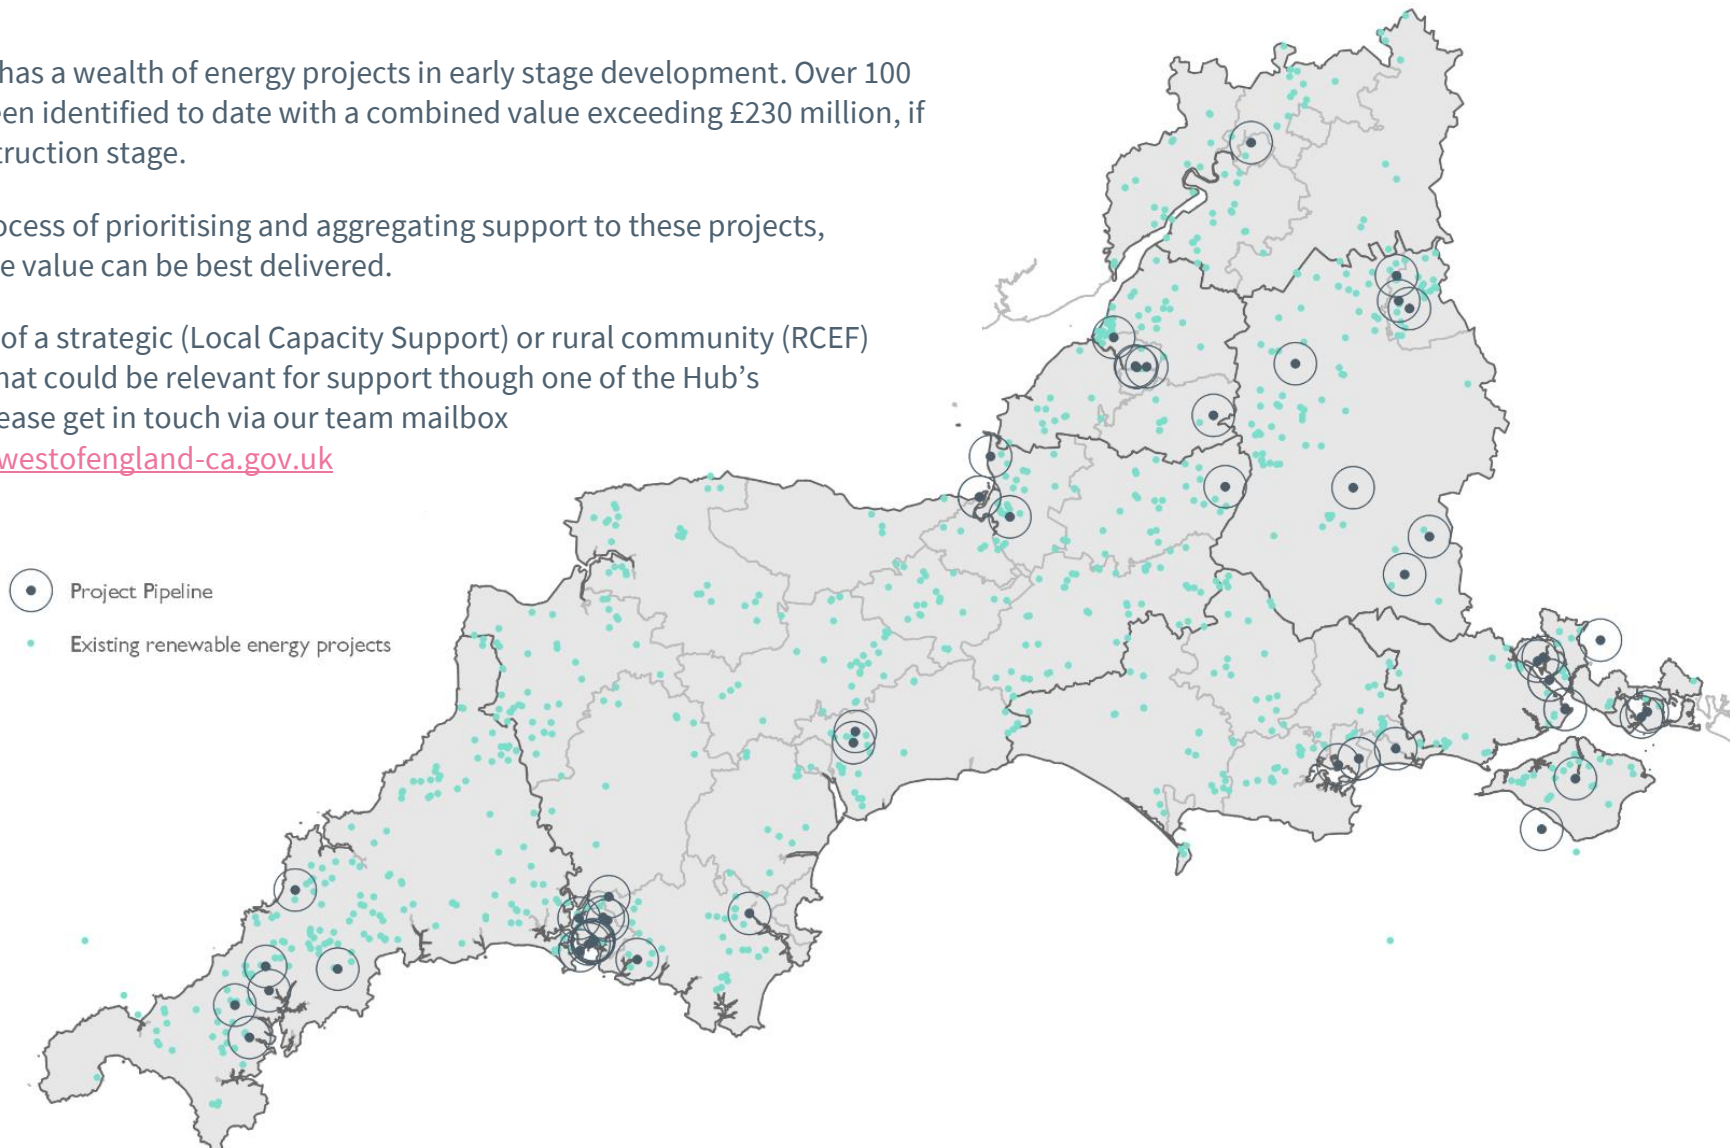 has a wealth of energy projects in early stage development. Over 100
en identified to date with a combined value exceeding £230 million, if
truction stage.
ocess of prioritising and aggregating support to these projects,
e value can be best delivered.
of a strategic (Local Capacity Support) or rural community (RCEF)
hat could be relevant for support though one of the Hub’s
ease get in touch via our team mailbox
westofengland-ca.gov.uk
Project Pipeline
Existing renewable energy projects